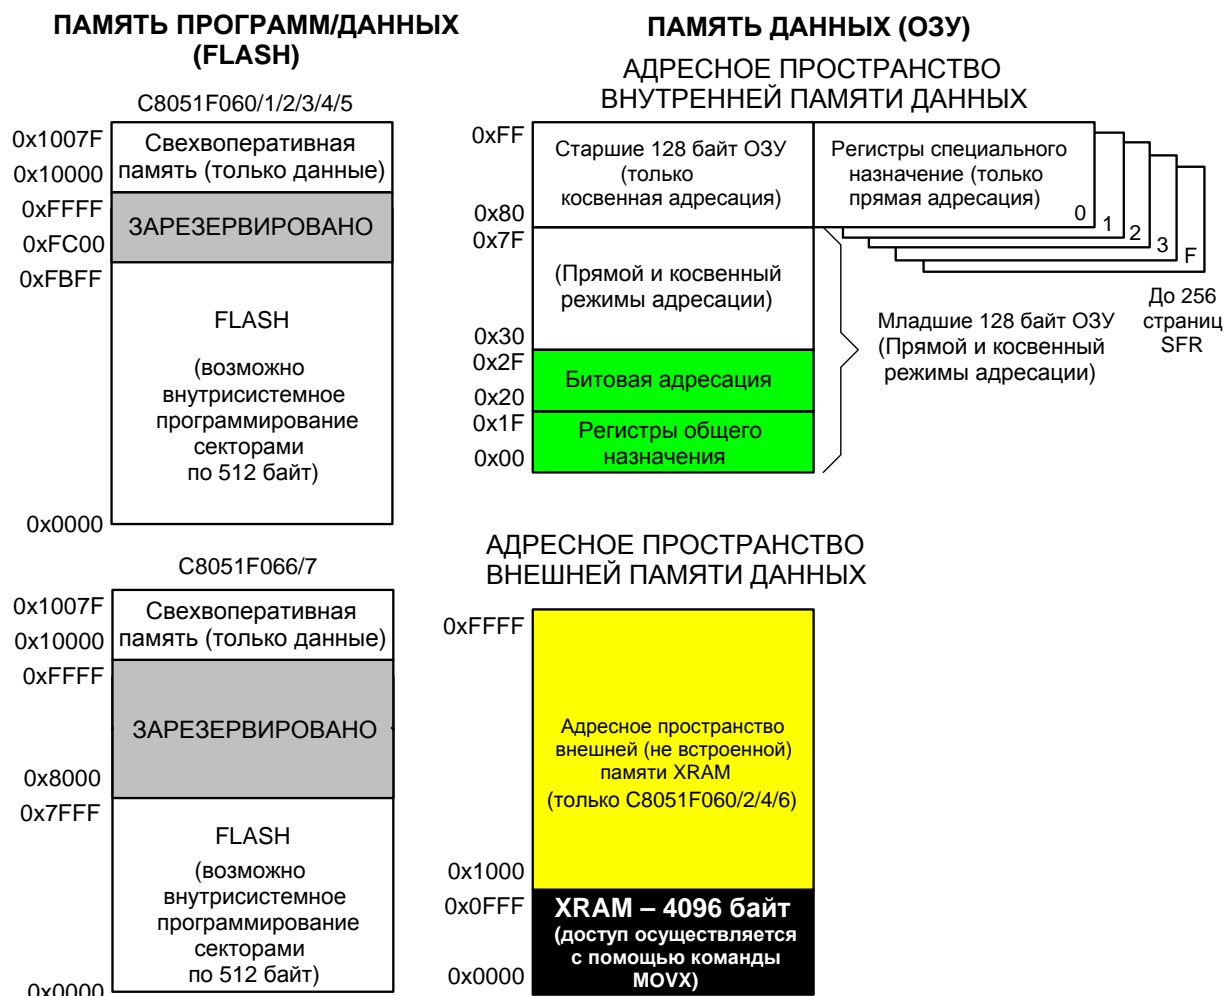 ПАМЯТЬ ПРОГРАММ/ДАННЫХ
(FLASH)
C8051F060/1/2/3/4/5
0x1007F
0x10000
Свехвоперативная
память (только данные)
0xFFFF
0xFC00
ЗАРЕЗЕРВИРОВАНО
0xFBFF
FLASH
(возможно
внутрисистемное
программирование
секторами
по 512 байт)
0x0000
C8051F066/7
0x1007F
0x10000
Свехвоперативная
память (только данные)
0xFFFF
ЗАРЕЗЕРВИРОВАНО
0x8000
0x7FFF
FLASH
(возможно
внутрисистемное
программирование
секторами
по 512 байт)
0x0000
ПАМЯТЬ ДАННЫХ (ОЗУ)
АДРЕСНОЕ ПРОСТРАНСТВО
ВНУТРЕННЕЙ ПАМЯТИ ДАННЫХ
0xFF
Старшие 128 байт ОЗУ
(только
косвенная адресация)
0x80
Регистры специального
назначение (только
прямая адресация)
0
1
2
3
F
До 256
страниц
SFR
0x7F
(Прямой и косвенный
режимы адресации)
0x30
0x2F
Битовая адресация
0x20
0x1F
Регистры общего
назначения
0x00
Младшие 128 байт ОЗУ
(Прямой и косвенный
режимы адресации)
АДРЕСНОЕ ПРОСТРАНСТВО
ВНЕШНЕЙ ПАМЯТИ ДАННЫХ
0xFFFF
Адресное пространство
внешней (не встроенной)
памяти XRAM
(только C8051F060/2/4/6)
0x1000
0x0FFF
XRAM – 4096 байт
(доступ осуществляется
с помощью команды
MOVX)
0x0000